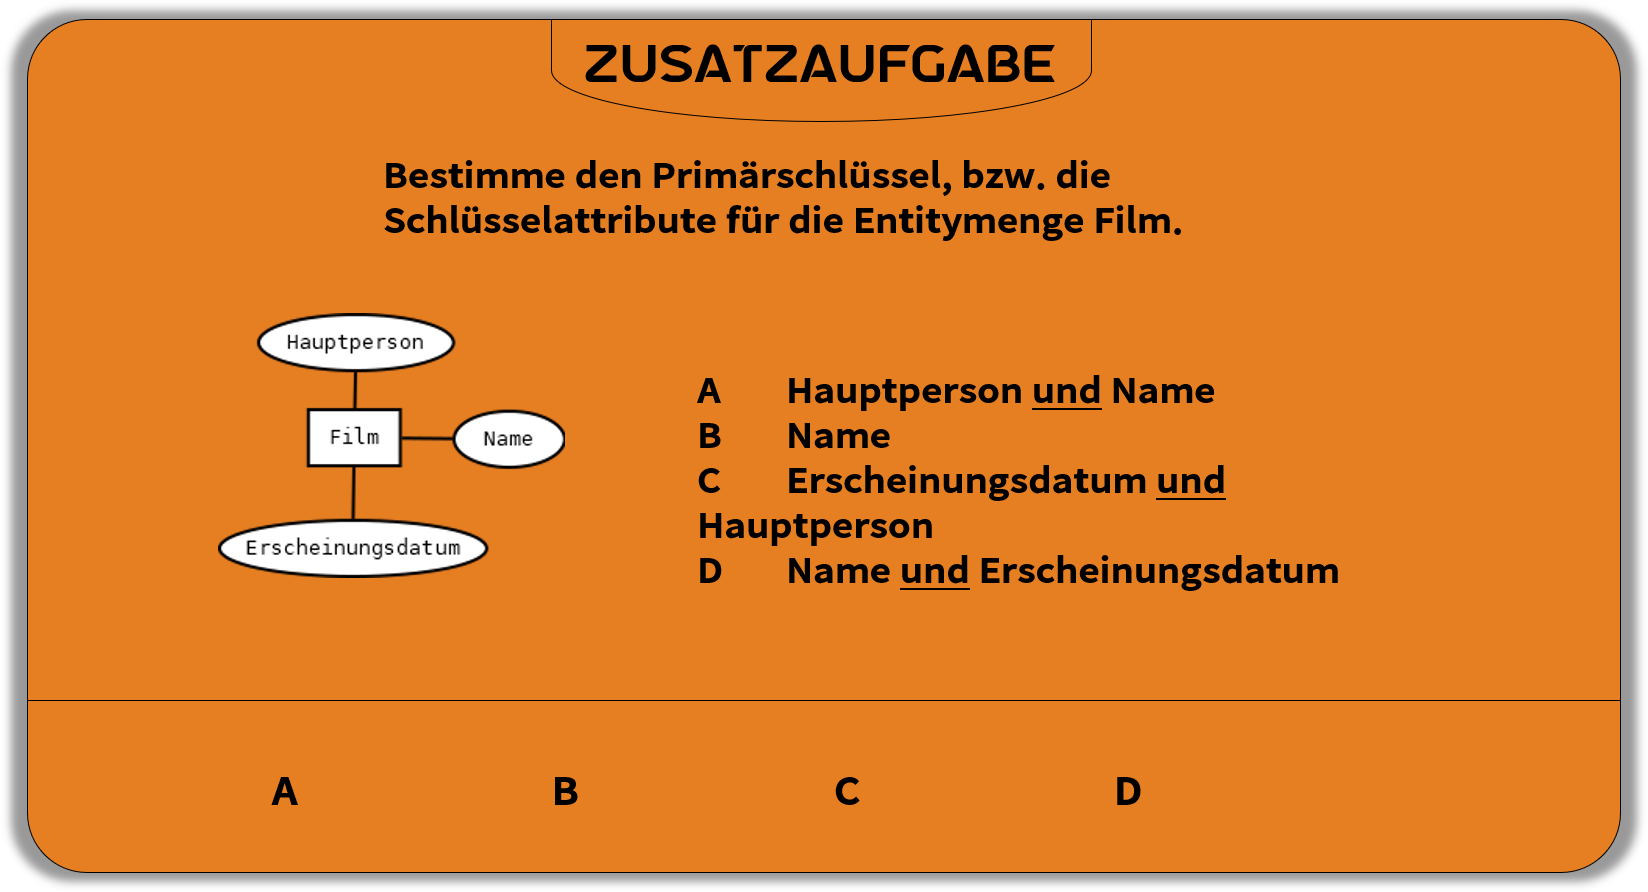 ZUSATZAUFGABE
Bestimme den Primärschlüssel, bzw. die
Schlüsselattribute für die Entitymenge Film.
Hauptperson
Film
Name
Erscheinungsdatum
A Hauptperson und Name
B Name
C Erscheinungsdatum und
Hauptperson
D Name und Erscheinungsdatum
A B C D